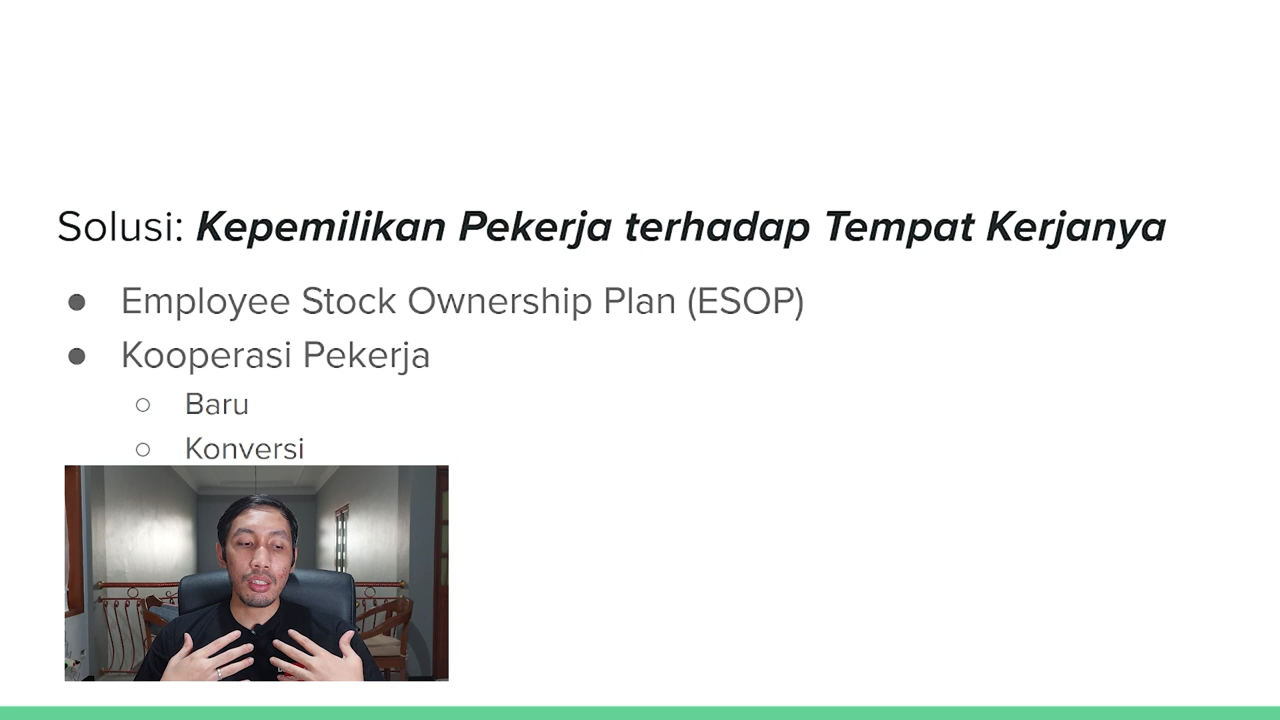 Solusi: Kepemilikan Pekerja terhadap Tempat Kerjanya
● Employee Stock Ownership Plan (ESOP)
● Kooperasi Pekerja
○ Baru
○ Konversi